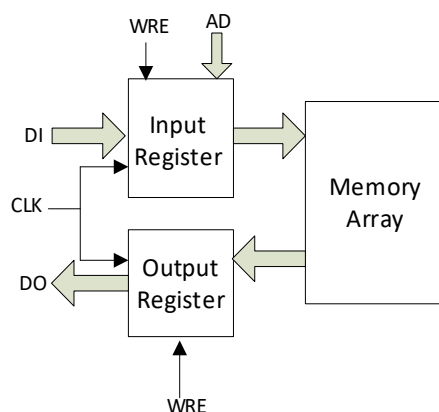 WRE
AD
DI
Input
Register
Memory
Array
CLK
DO
Output
Register
WRE